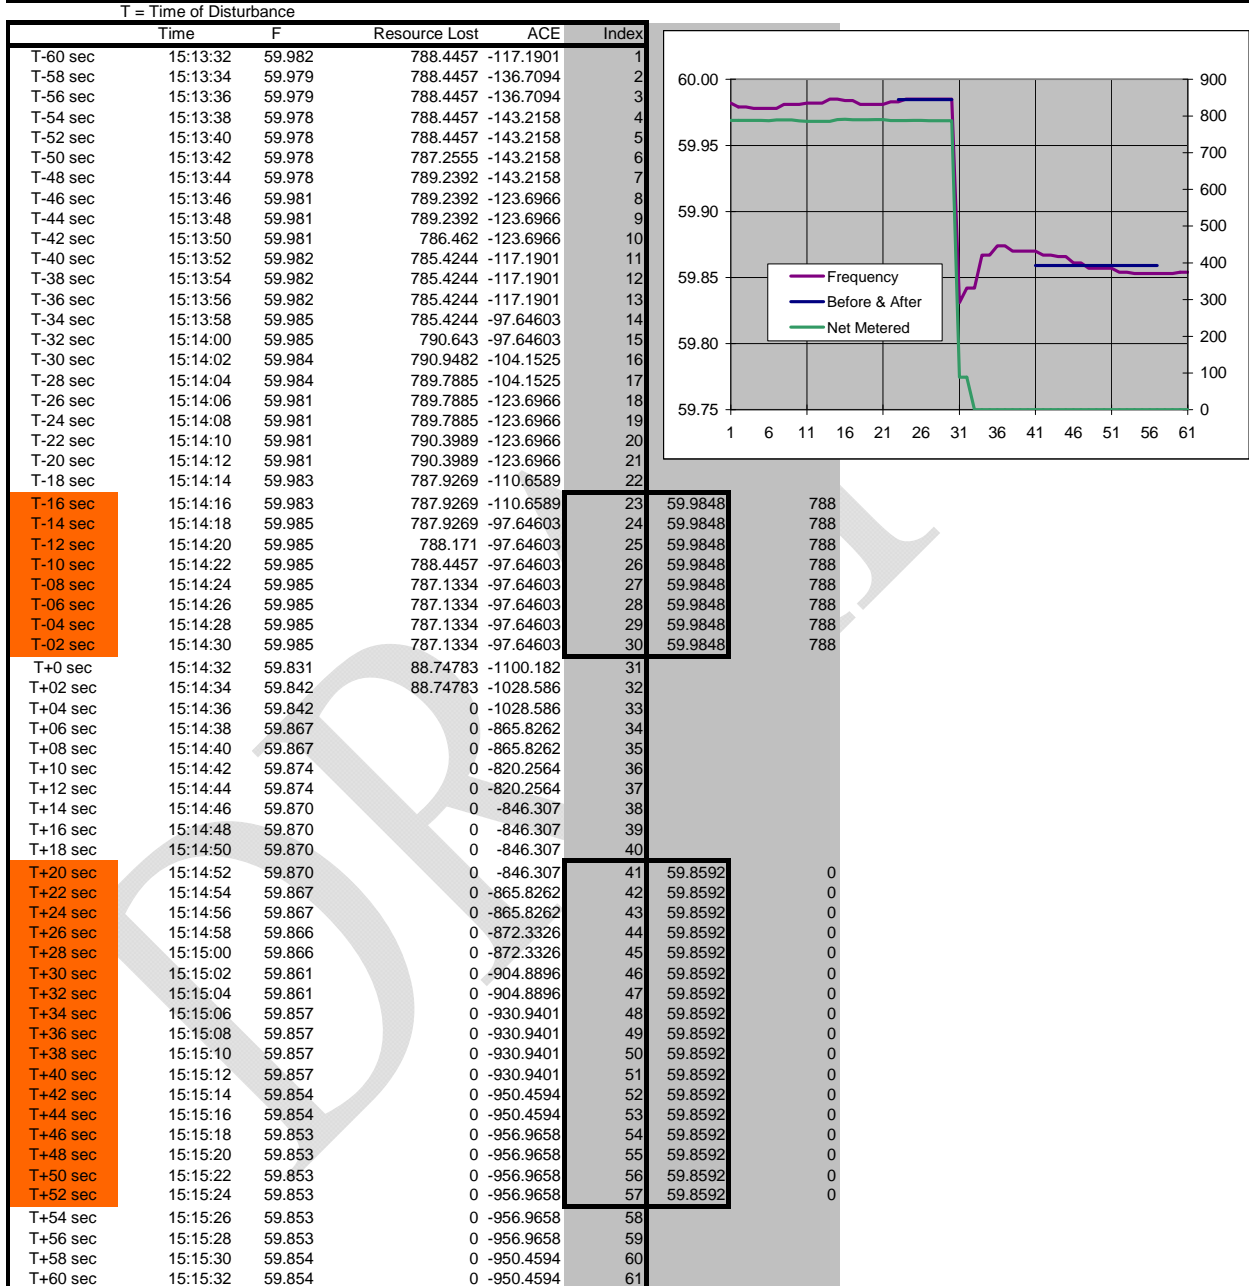 T = Time of Disturbance
Time F Resource Lost ACE Index
T-60 sec 15:13:32 59.982 788.4457 -117.1901 1
T-58 sec 15:13:34 59.979 788.4457 -136.7094 2
T-56 sec 15:13:36 59.979 788.4457 -136.7094 3
T-54 sec 15:13:38 59.978 788.4457 -143.2158 4
T-52 sec 15:13:40 59.978 788.4457 -143.2158 5
T-50 sec 15:13:42 59.978 787.2555 -143.2158 6
T-48 sec 15:13:44 59.978 789.2392 -143.2158 7
T-46 sec 15:13:46 59.981 789.2392 -123.6966 8
T-44 sec 15:13:48 59.981 789.2392 -123.6966 9
T-42 sec 15:13:50 59.981 786.462 -123.6966 10
T-40 sec 15:13:52 59.982 785.4244 -117.1901 11
T-38 sec 15:13:54 59.982 785.4244 -117.1901 12
T-36 sec 15:13:56 59.982 785.4244 -117.1901 13
T-34 sec 15:13:58 59.985 785.4244 -97.64603 14
T-32 sec 15:14:00 59.985 790.643 -97.64603 15
T-30 sec 15:14:02 59.984 790.9482 -104.1525 16
T-28 sec 15:14:04 59.984 789.7885 -104.1525 17
T-26 sec 15:14:06 59.981 789.7885 -123.6966 18
T-24 sec 15:14:08 59.981 789.7885 -123.6966 19
T-22 sec 15:14:10 59.981 790.3989 -123.6966 20
T-20 sec 15:14:12 59.981 790.3989 -123.6966 21
T-18 sec 15:14:14 59.983 787.9269 -110.6589 22
T-16 sec 15:14:16 59.983 787.9269 -110.6589 23 59.9848 788
T-14 sec 15:14:18 59.985 787.9269 -97.64603 24 59.9848 788
T-12 sec 15:14:20 59.985 788.171 -97.64603 25 59.9848 788
T-10 sec 15:14:22 59.985 788.4457 -97.64603 26 59.9848 788
T-08 sec 15:14:24 59.985 787.1334 -97.64603 27 59.9848 788
T-06 sec 15:14:26 59.985 787.1334 -97.64603 28 59.9848 788
T-04 sec 15:14:28 59.985 787.1334 -97.64603 29 59.9848 788
T-02 sec 15:14:30 59.985 787.1334 -97.64603 30 59.9848 788
T+0 sec 15:14:32 59.831 88.74783 -1100.182 31
T+02 sec 15:14:34 59.842 88.74783 -1028.586 32
T+04 sec 15:14:36 59.842 0 -1028.586 33
T+06 sec 15:14:38 59.867 0 -865.8262 34
T+08 sec 15:14:40 59.867 0 -865.8262 35
T+10 sec 15:14:42 59.874 0 -820.2564 36
T+12 sec 15:14:44 59.874 0 -820.2564 37
T+14 sec 15:14:46 59.870 0 -846.307 38
T+16 sec 15:14:48 59.870 0 -846.307 39
T+18 sec 15:14:50 59.870 0 -846.307 40
T+20 sec 15:14:52 59.870 0 -846.307 41 59.8592 0
T+22 sec 15:14:54 59.867 0 -865.8262 42 59.8592 0
T+24 sec 15:14:56 59.867 0 -865.8262 43 59.8592 0
T+26 sec 15:14:58 59.866 0 -872.3326 44 59.8592 0
T+28 sec 15:15:00 59.866 0 -872.3326 45 59.8592 0
T+30 sec 15:15:02 59.861 0 -904.8896 46 59.8592 0
T+32 sec 15:15:04 59.861 0 -904.8896 47 59.8592 0
T+34 sec 15:15:06 59.857 0 -930.9401 48 59.8592 0
T+36 sec 15:15:08 59.857 0 -930.9401 49 59.8592 0
T+38 sec 15:15:10 59.857 0 -930.9401 50 59.8592 0
T+40 sec 15:15:12 59.857 0 -930.9401 51 59.8592 0
T+42 sec 15:15:14 59.854 0 -950.4594 52 59.8592 0
T+44 sec 15:15:16 59.854 0 -950.4594 53 59.8592 0
T+46 sec 15:15:18 59.853 0 -956.9658 54 59.8592 0
T+48 sec 15:15:20 59.853 0 -956.9658 55 59.8592 0
T+50 sec 15:15:22 59.853 0 -956.9658 56 59.8592 0
T+52 sec 15:15:24 59.853 0 -956.9658 57 59.8592 0
T+54 sec 15:15:26 59.853 0 -956.9658 58
T+56 sec 15:15:28 59.853 0 -956.9658 59
T+58 sec 15:15:30 59.854 0 -950.4594 60
T+60 sec 15:15:32 59.854 0 -950.4594 61
60.00 900
800
59.95 700
600
59.90 500
400
59.85 300
59.80 200
100
59.75 0
Frequency
Before & After
Net Metered
1 6 11 16 21 26 31 36 41 46 51 56 61